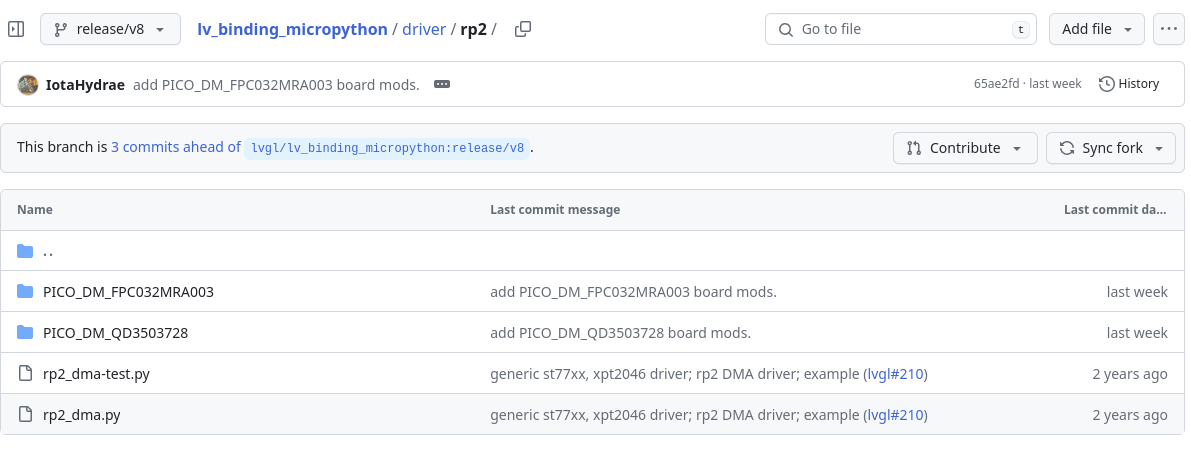 release/v8 lv_binding_micropython / driver / rp2 / Go to file t Add file
IotaHydrae add PICO_DM_FPC032MRA003 board mods. 65ae2fd · last week History
This branch is 3 commits ahead of lvgl/lv_binding_micropython:release/v8 . Contribute Sync fork
Name Last commit message Last commit da...
..
PICO_DM_FPC032MRA003 add PICO_DM_FPC032MRA003 board mods. last week
PICO_DM_QD3503728 add PICO_DM_QD3503728 board mods. last week
rp2_dma-test.py generic st77xx, xpt2046 driver; rp2 DMA driver; example (lvgl#210) 2 years ago
rp2_dma.py generic st77xx, xpt2046 driver; rp2 DMA driver; example (lvgl#210) 2 years ago